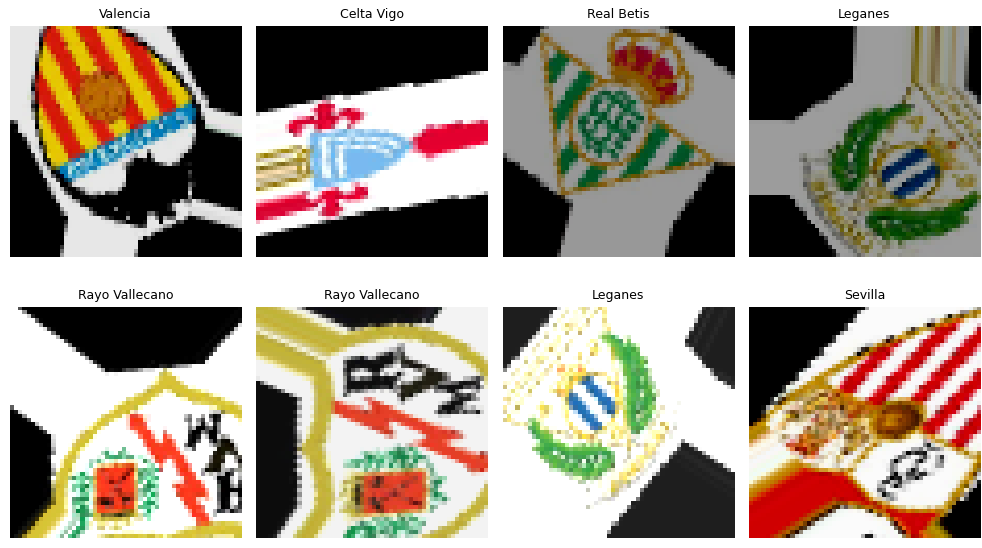 Valencia
Celta Vigo
Real Betis
Leganes
Rayo Vallecano
Rayo Vallecano
Leganes
Sevilla